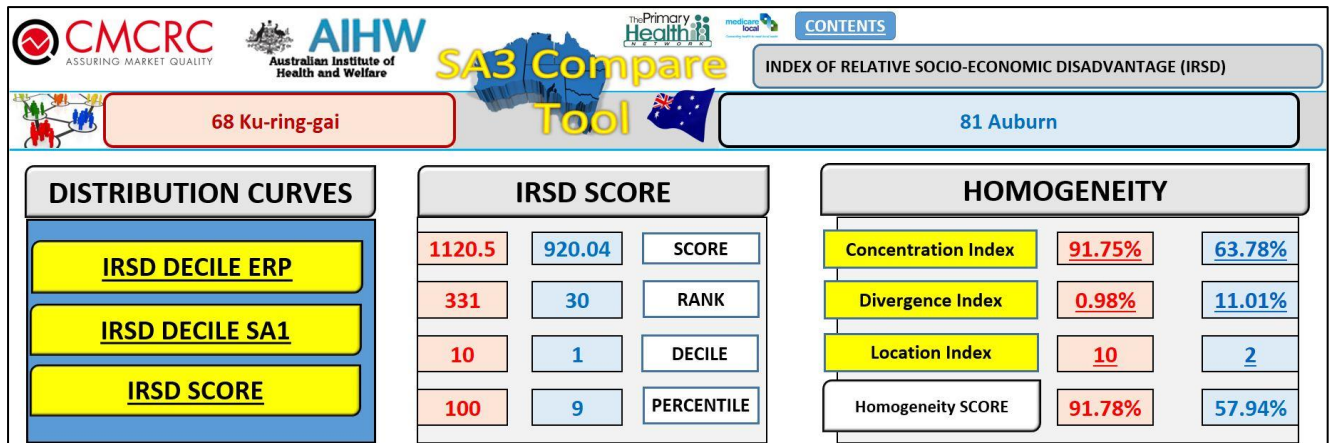 CMCRC
ASSURING MARKET QUALITY
AIHW
Australian Institute of
Health and Welfare
SA3 Compare
Tool
The Primary
Health
NETWORK
medicare
local
CONTENTS
INDEX OF RELATIVE SOCIO-ECONOMIC DISADVANTAGE (IRSD)
68 Ku-ring-gai
81 Auburn
DISTRIBUTION CURVES
IRSD DECILE ERP
IRSD DECILE SA1
IRSD SCORE
IRSD SCORE
1120.5 920.04 SCORE
331 30 RANK
10 1 DECILE
100 9 PERCENTILE
HOMOGENEITY
Concentration Index 91.75% 63.78%
Divergence Index 0.98% 11.01%
Location Index 10 2
Homogeneity SCORE 91.78% 57.94%